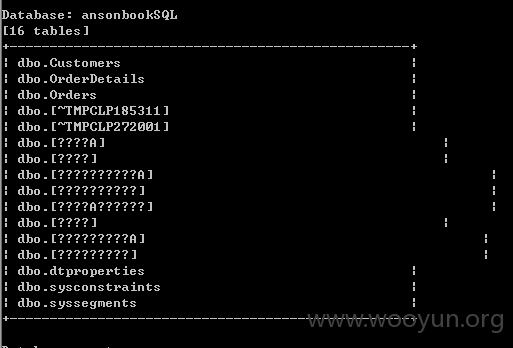 Database: ansonbookSQL
[16 tables]
+--------------------------------------------------+
¦ dbo.Customers ¦
¦ dbo.OrderDetails ¦
¦ dbo.Orders ¦
¦ dbo.[~TMPCLP185311] ¦
¦ dbo.[~TMPCLP272001] ¦
¦ dbo.[????A] ¦
¦ dbo.[????] ¦
¦ dbo.[??????????A] ¦
¦ dbo.[??????????] ¦
¦ dbo.[????A??????] ¦
¦ dbo.[????] ¦
¦ dbo.[?????????A] ¦
¦ dbo.[?????????] ¦
¦ dbo.dtproperties ¦
¦ dbo.sysconstraints ¦
¦ dbo.syssegments ¦
+--------------------------------------------------+
www.wooyun.org